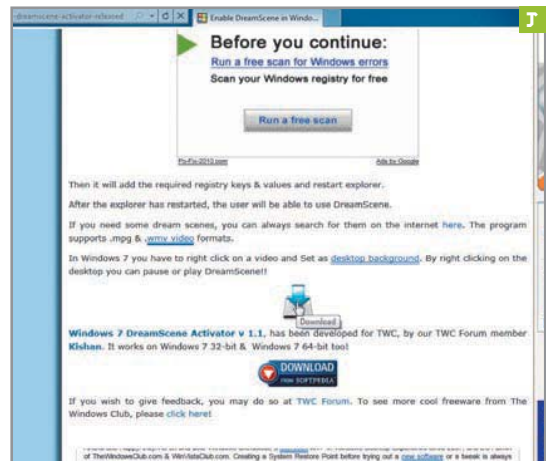 -dreamscene-activator-released
Enable DreamScene in Windo...
J
Before you continue:
Run a free scan for Windows errors
Scan your Windows registry for free
Run a free scan
Ads by Google
Then it will add the required registry keys & values and restart explorer.
After the explorer has restarted, the user will be able to use DreamScene.
If you need some dream scenes, you can always search for them on the internet here. The program
supports .mpg & .wmv video formats.
In Windows 7 you have to right click on a video and Set as desktop background. By right clicking on the
desktop you can pause or play DreamScene!!
Download
Windows 7 DreamScene Activator v 1.1, has been developed for TWC, by our TWC Forum member
Kishan. It works on Windows 7 32-bit & Windows 7 64-bit too!
DOWNLOAD
FROM SOFTPEDIA
If you wish to give feedback, you may do so at TWC Forum. To see more cool freeware from The
Windows Club, please click here!
of TheWindowsClub.com & WinVistaClub.com. Creating a System Restore Point before trying out a new software or a tweak is always